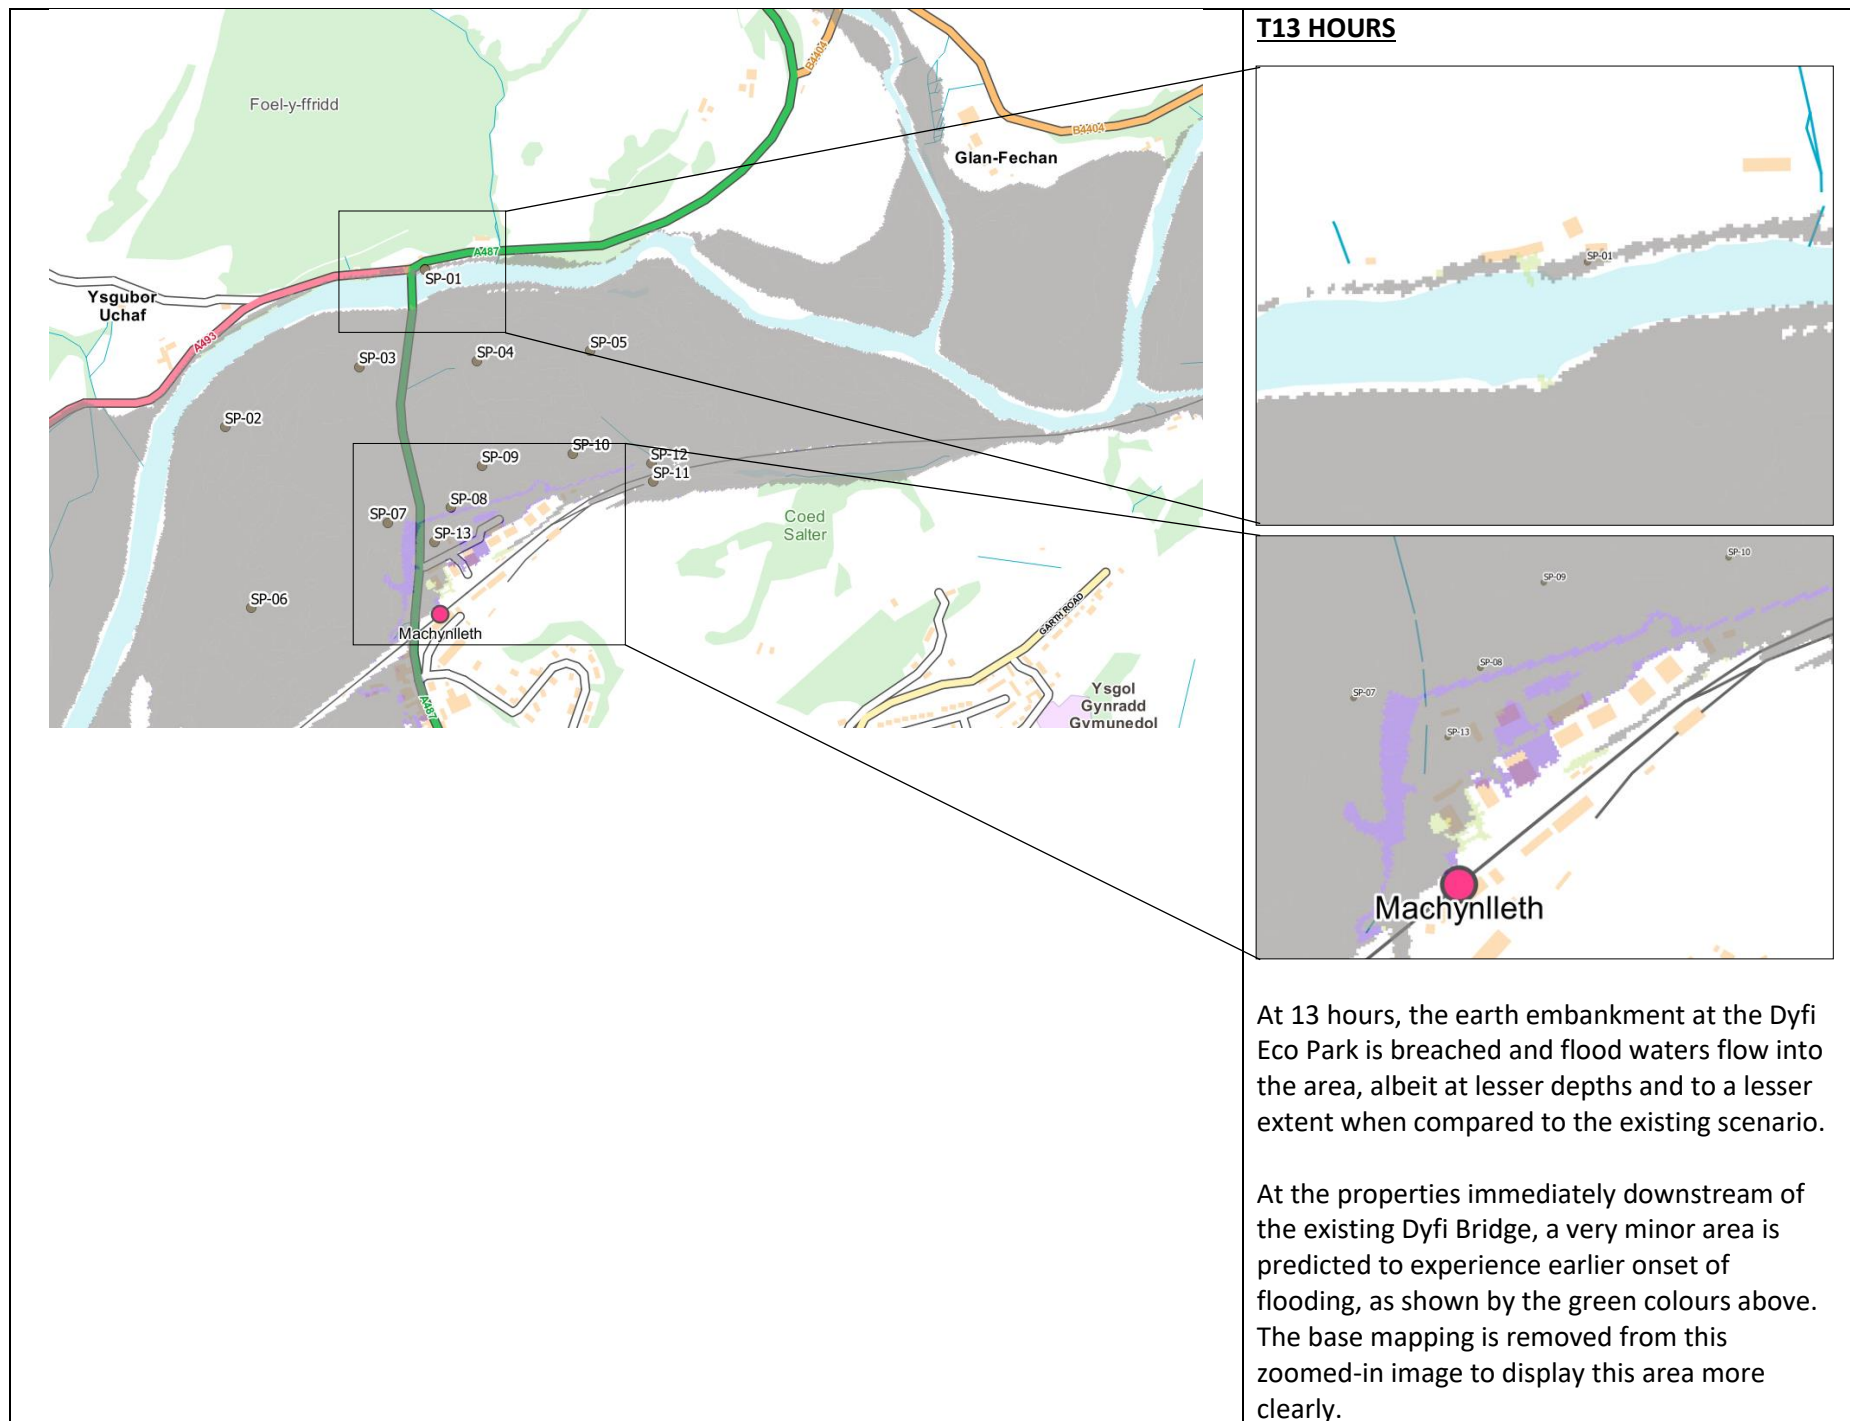 Foel-y-ffridd
B4404
B4404
Glan-Fechan
A487
SP-01
Ysgubor
Uchaf
A493
SP-03
SP-04
SP-05
SP-02
SP-09
SP-10
SP-12
SP-11
SP-08
SP-07
SP-13
Coed
Salter
SP-06
Machynlleth
GARTH ROAD
A487
Ysgol
Gynradd
Gymunedol
T13 HOURS
SP-01
SP-10
SP-09
SP-08
SP-07
SP-13
Machynlleth
At 13 hours, the earth embankment at the Dyfi
Eco Park is breached and flood waters flow into
the area, albeit at lesser depths and to a lesser
extent when compared to the existing scenario.
At the properties immediately downstream of
the existing Dyfi Bridge, a very minor area is
predicted to experience earlier onset of
flooding, as shown by the green colours above.
The base mapping is removed from this
zoomed-in image to display this area more
clearly.